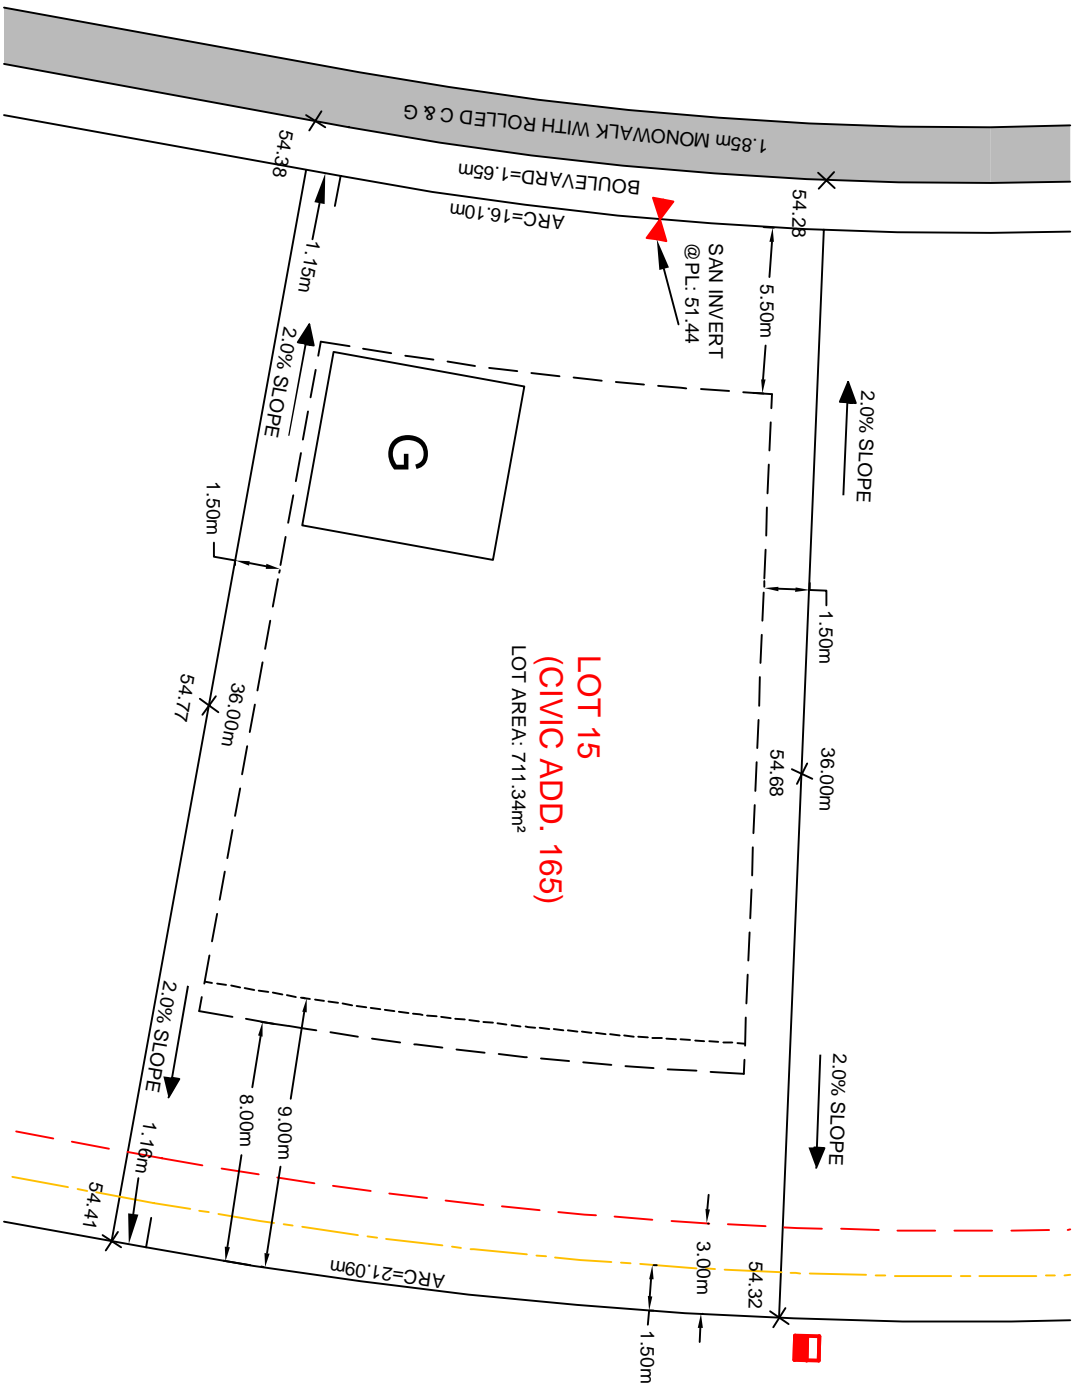 1.85m MONOWALK WITH ROLLED C & G
BOULEVARD=1.65m
ARC=16.10m
54.38
54.28
1.15m
SAN INVERT
@PL: 51.44
5.50m
2.0% SLOPE
2.0% SLOPE
G
1.50m
1.50m
LOT 15
(CIVIC ADD. 165)
LOT AREA: 711.34m²
36.00m
54.77
36.00m
54.68
2.0% SLOPE
2.0% SLOPE
8.00m
9.00m
1.16m
54.41
ARC=21.09m
3.00m
54.32
1.50m